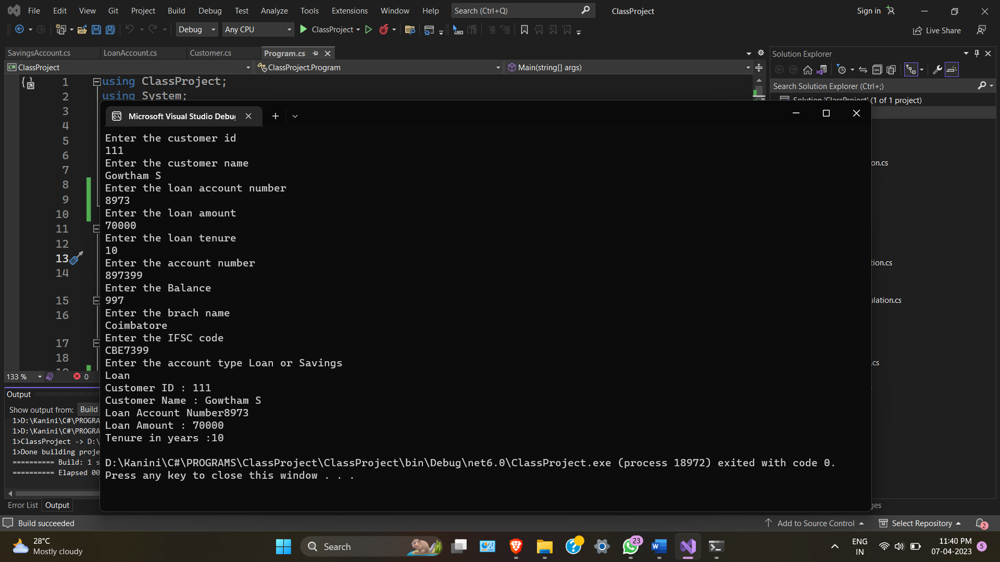 File Edit View Git Project Build Debug Test Analyze Tools Extensions Window Help Search (Ctrl+Q) ClassProject Sign in
Debug Any CPU ClassProject Live Share
SavingsAccount.cs LoanAccount.cs Customer.cs Program.cs
Solution Explorer
C# ClassProject ClassProject.Program Main(string[] args)
Search Solution Explorer (Ctrl+;)
1 using ClassProject;
2 using System;
Solution 'ClassProject' (1 of 1 project)
3
4
5
6
7
8
9
10
11
12
13
14
15
16
17
18
Microsoft Visual Studio Debug
Enter the customer id
111
Enter the customer name
Gowtham S
Enter the loan account number
8973
Enter the loan amount
70000
Enter the loan tenure
10
Enter the account number
897399
Enter the Balance
997
Enter the brach name
Coimbatore
Enter the IFSC code
CBE7399
Enter the account type Loan or Savings
Loan
Customer ID : 111
Customer Name : Gowtham S
Loan Account Number8973
Loan Amount : 70000
Tenure in years :10
D:\Kanini\C#\PROGRAMS\ClassProject\ClassProject\bin\Debug\net6.0\ClassProject.exe (process 18972) exited with code 0.
Press any key to close this window . . .
on.cs
tion.cs
ulation.cs
.cs
133 % 0
Output
Show output from: Build
1>D:\Kanini\C#\PROGRA
1>D:\Kanini\C#\PROGRA
1>ClassProject -> D:\
1>Done building proje
========== Build: 1 s
========== Elapsed 00
Error List Output
ges
Build succeeded Add to Source Control Select Repository 2
28°C
Mostly cloudy
Search
23
ENG
IN
11:40 PM
07-04-2023
5